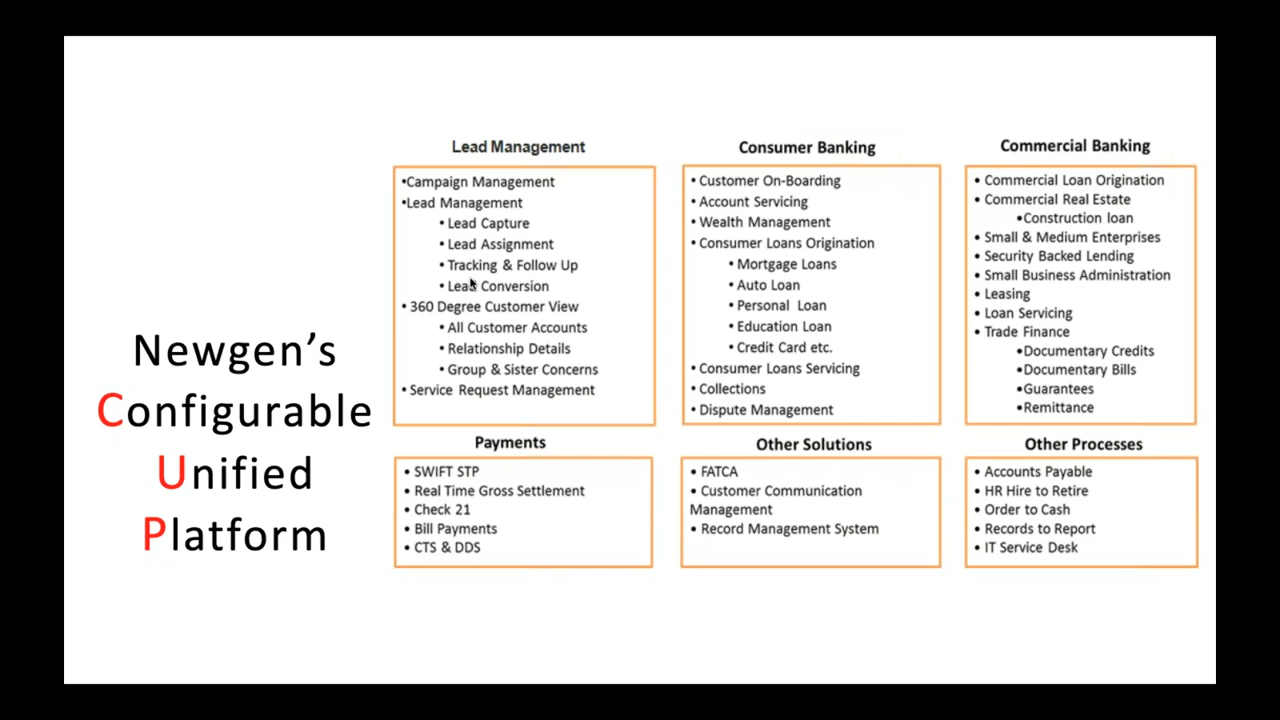 Newgen's
Configurable
Unified
Platform
Lead Management
•Campaign Management
•Lead Management
• Lead Capture
• Lead Assignment
• Tracking & Follow Up
• Lead Conversion
• 360 Degree Customer View
• All Customer Accounts
• Relationship Details
• Group & Sister Concerns
• Service Request Management
Consumer Banking
• Customer On-Boarding
• Account Servicing
• Wealth Management
• Consumer Loans Origination
• Mortgage Loans
• Auto Loan
• Personal Loan
• Education Loan
• Credit Card etc.
• Consumer Loans Servicing
• Collections
• Dispute Management
Commercial Banking
• Commercial Loan Origination
• Commercial Real Estate
•Construction loan
• Small & Medium Enterprises
• Security Backed Lending
• Small Business Administration
• Leasing
• Loan Servicing
• Trade Finance
•Documentary Credits
•Documentary Bills
•Guarantees
•Remittance
Payments
• SWIFT STP
• Real Time Gross Settlement
• Check 21
• Bill Payments
• CTS & DDS
Other Solutions
• FATCA
• Customer Communication
Management
• Record Management System
Other Processes
• Accounts Payable
• HR Hire to Retire
• Order to Cash
• Records to Report
• IT Service Desk